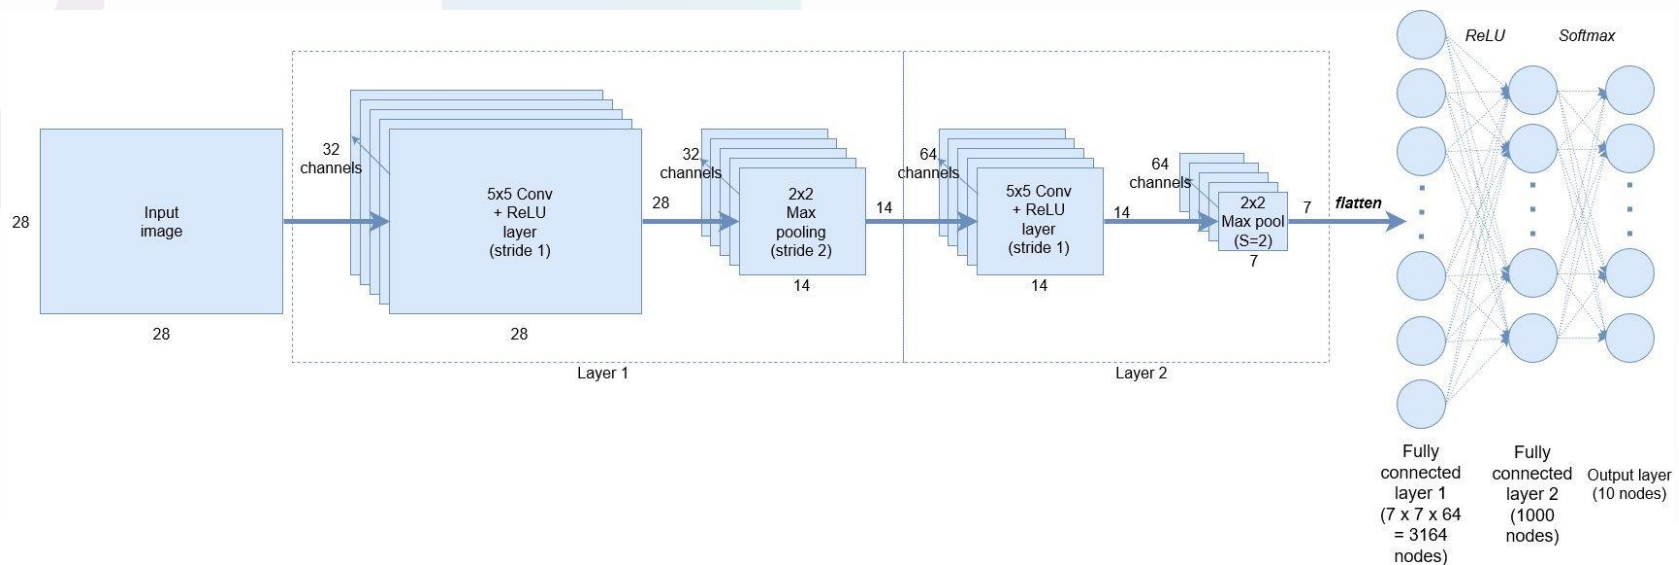 28
Input
image
28
32
channels
5x5 Conv
+ ReLU
layer
(stride 1)
28
28
32
channels
2x2
Max
pooling
(stride 2)
14
14
Layer 1
64
channels
5x5 Conv
+ ReLU
layer
(stride 1)
14
14
64
channels
2x2
Max pool
(S=2)
7
7
Layer 2
flatten
ReLU
Softmax
Fully
connected
layer 1
(7 x 7 x 64
= 3164
nodes)
Fully
connected
layer 2
(1000
nodes)
Output layer
(10 nodes)